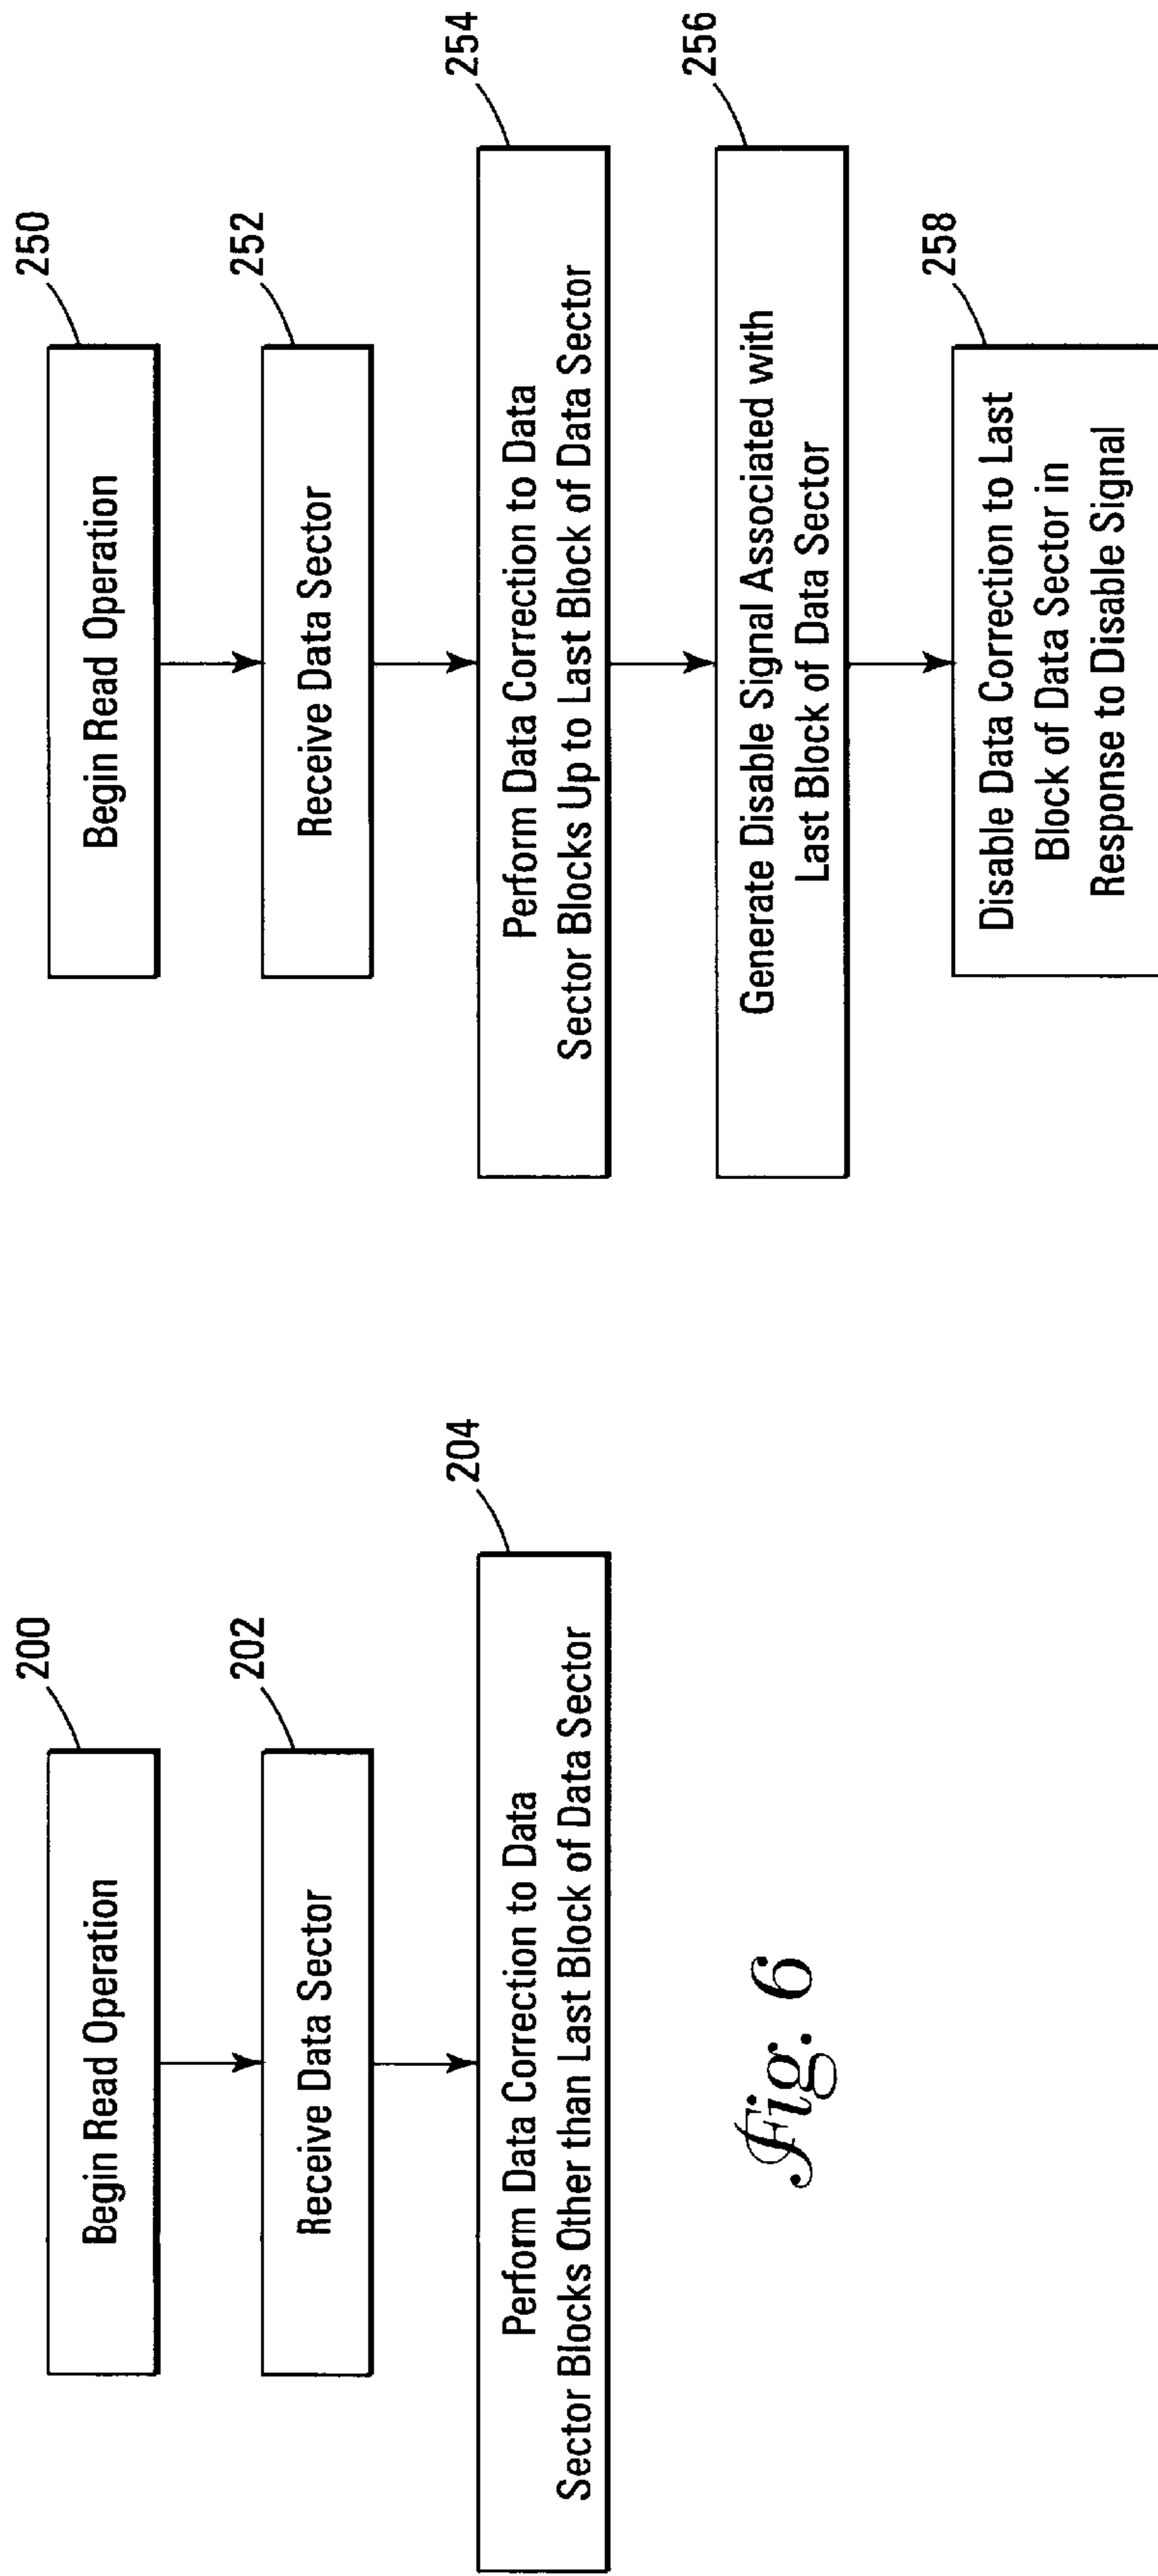 200
Begin Read Operation
202
Receive Data Sector
204
Perform Data Correction to Data
Sector Blocks Other than Last Block of Data Sector
Fig. 6
250
Begin Read Operation
252
Receive Data Sector
254
Perform Data Correction to Data
Sector Blocks Up to Last Block of Data Sector
256
Generate Disable Signal Associated with
Last Block of Data Sector
258
Disable Data Correction to Last
Block of Data Sector in
Response to Disable Signal